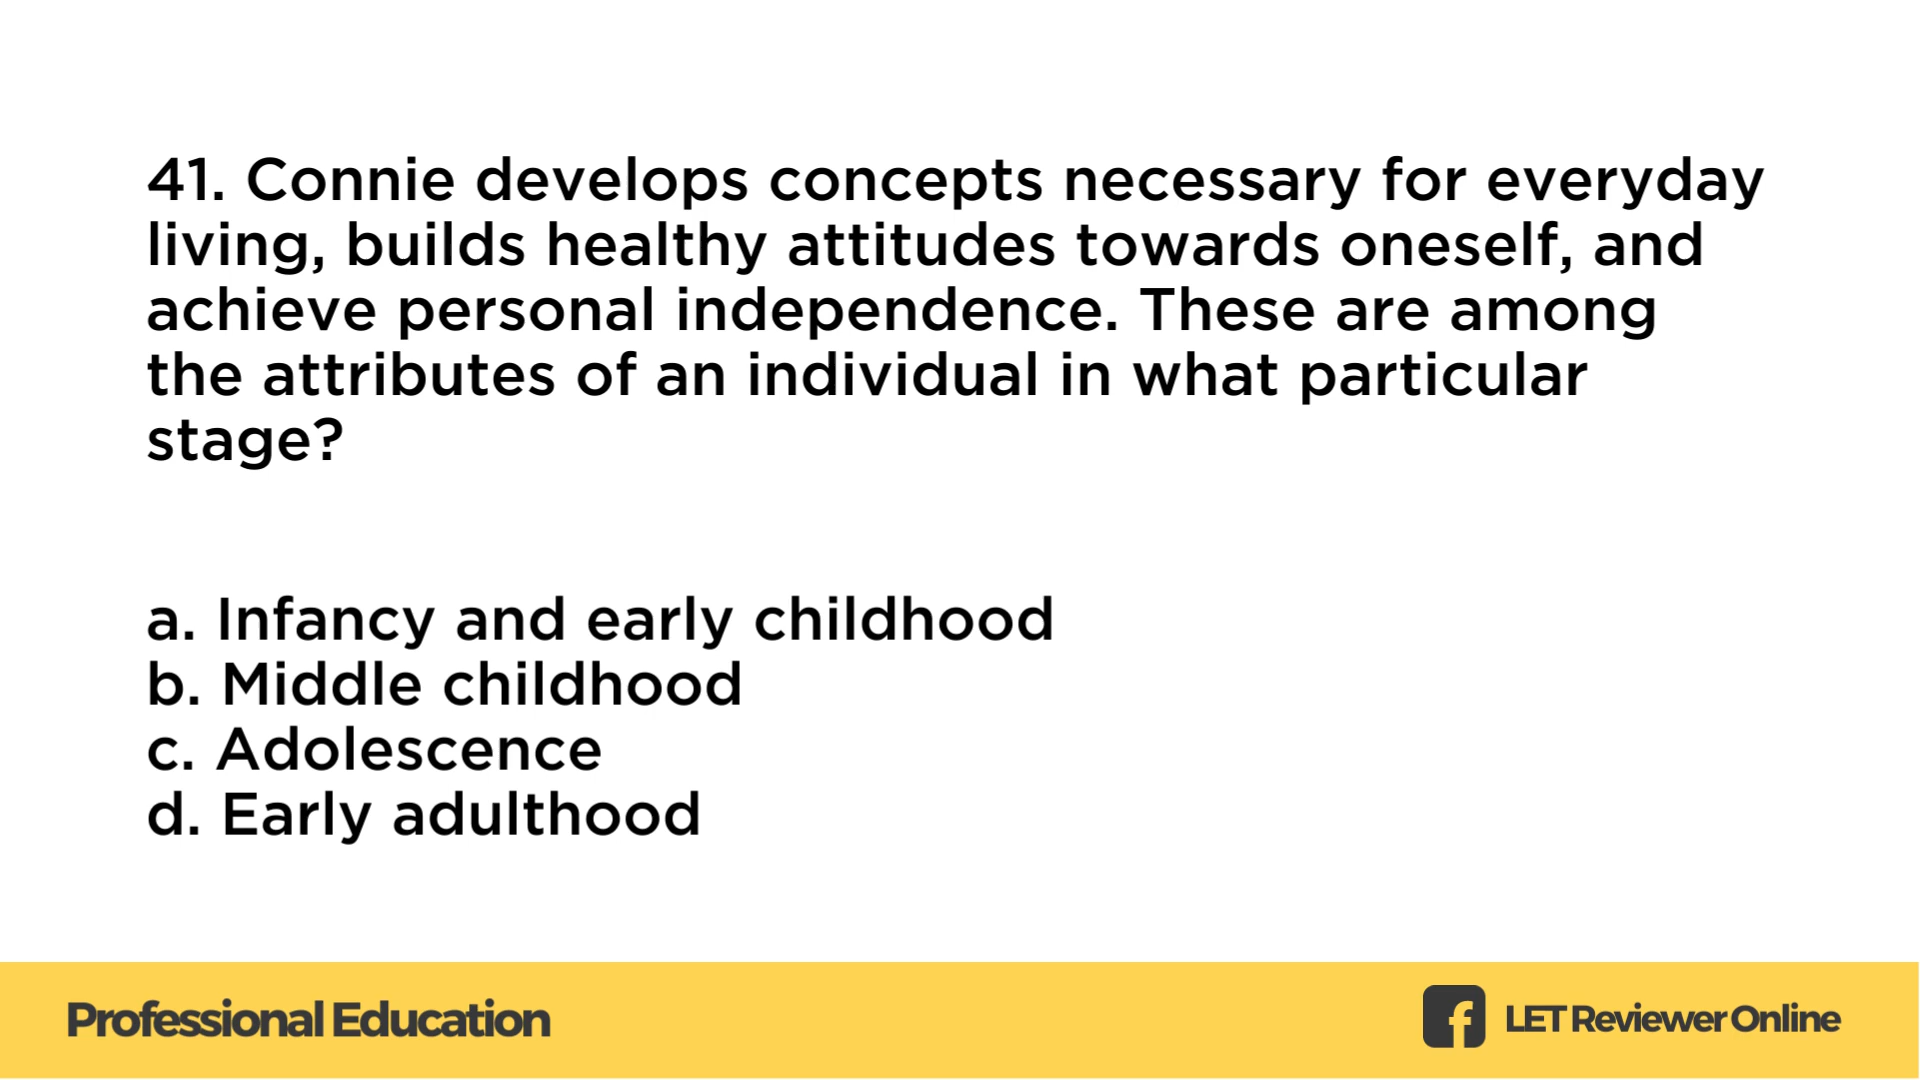 41. Connie develops concepts necessary for everyday
living, builds healthy attitudes towards oneself, and
achieve personal independence. These are among
the attributes of an individual in what particular
stage?
a. Infancy and early childhood
b. Middle childhood
c. Adolescence
d. Early adulthood
Professional Education
LET Reviewer Online